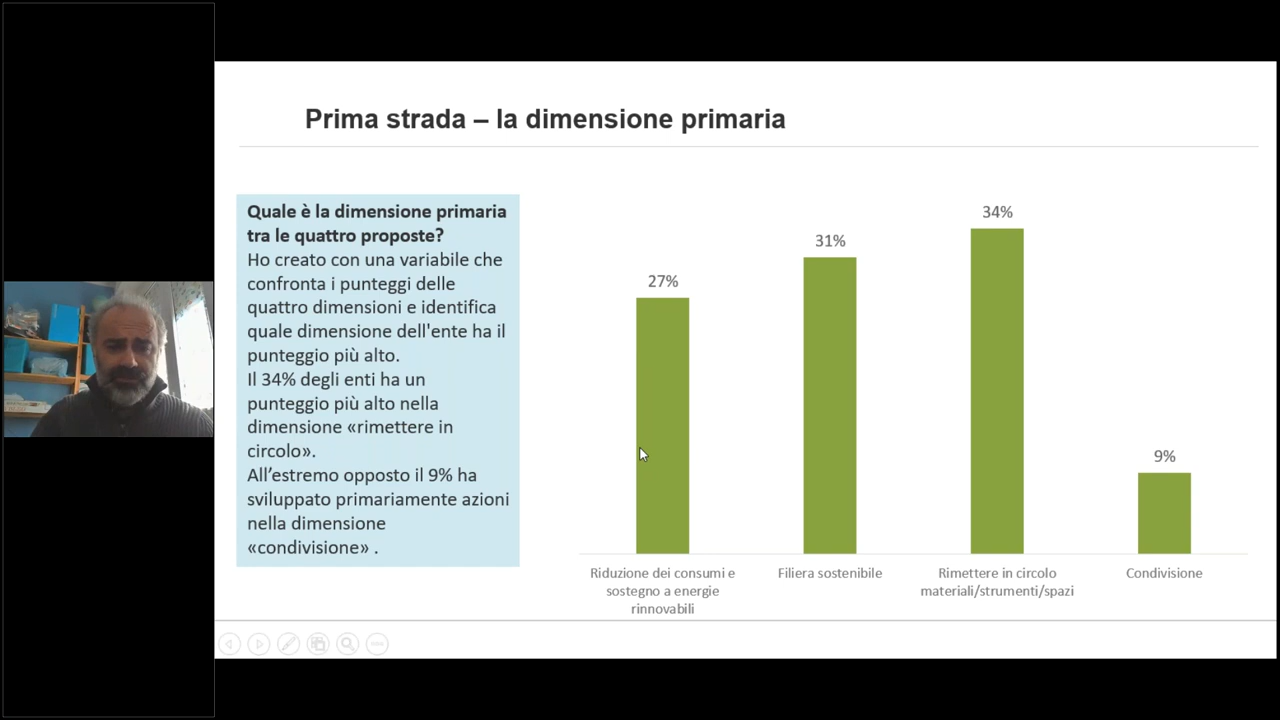 Prima strada – la dimensione primaria
Quale è la dimensione primaria
tra le quattro proposte?
Ho creato con una variabile che
confronta i punteggi delle
quattro dimensioni e identifica
quale dimensione dell'ente ha il
punteggio più alto.
Il 34% degli enti ha un
punteggio più alto nella
dimensione «rimettere in
circolo».
All’estremo opposto il 9% ha
sviluppato primariamente azioni
nella dimensione
«condivisione» .
27%
31%
34%
9%
Riduzione dei consumi e
sostegno a energie
rinnovabili
Filiera sostenibile
Rimettere in circolo
materiali/strumenti/spazi
Condivisione